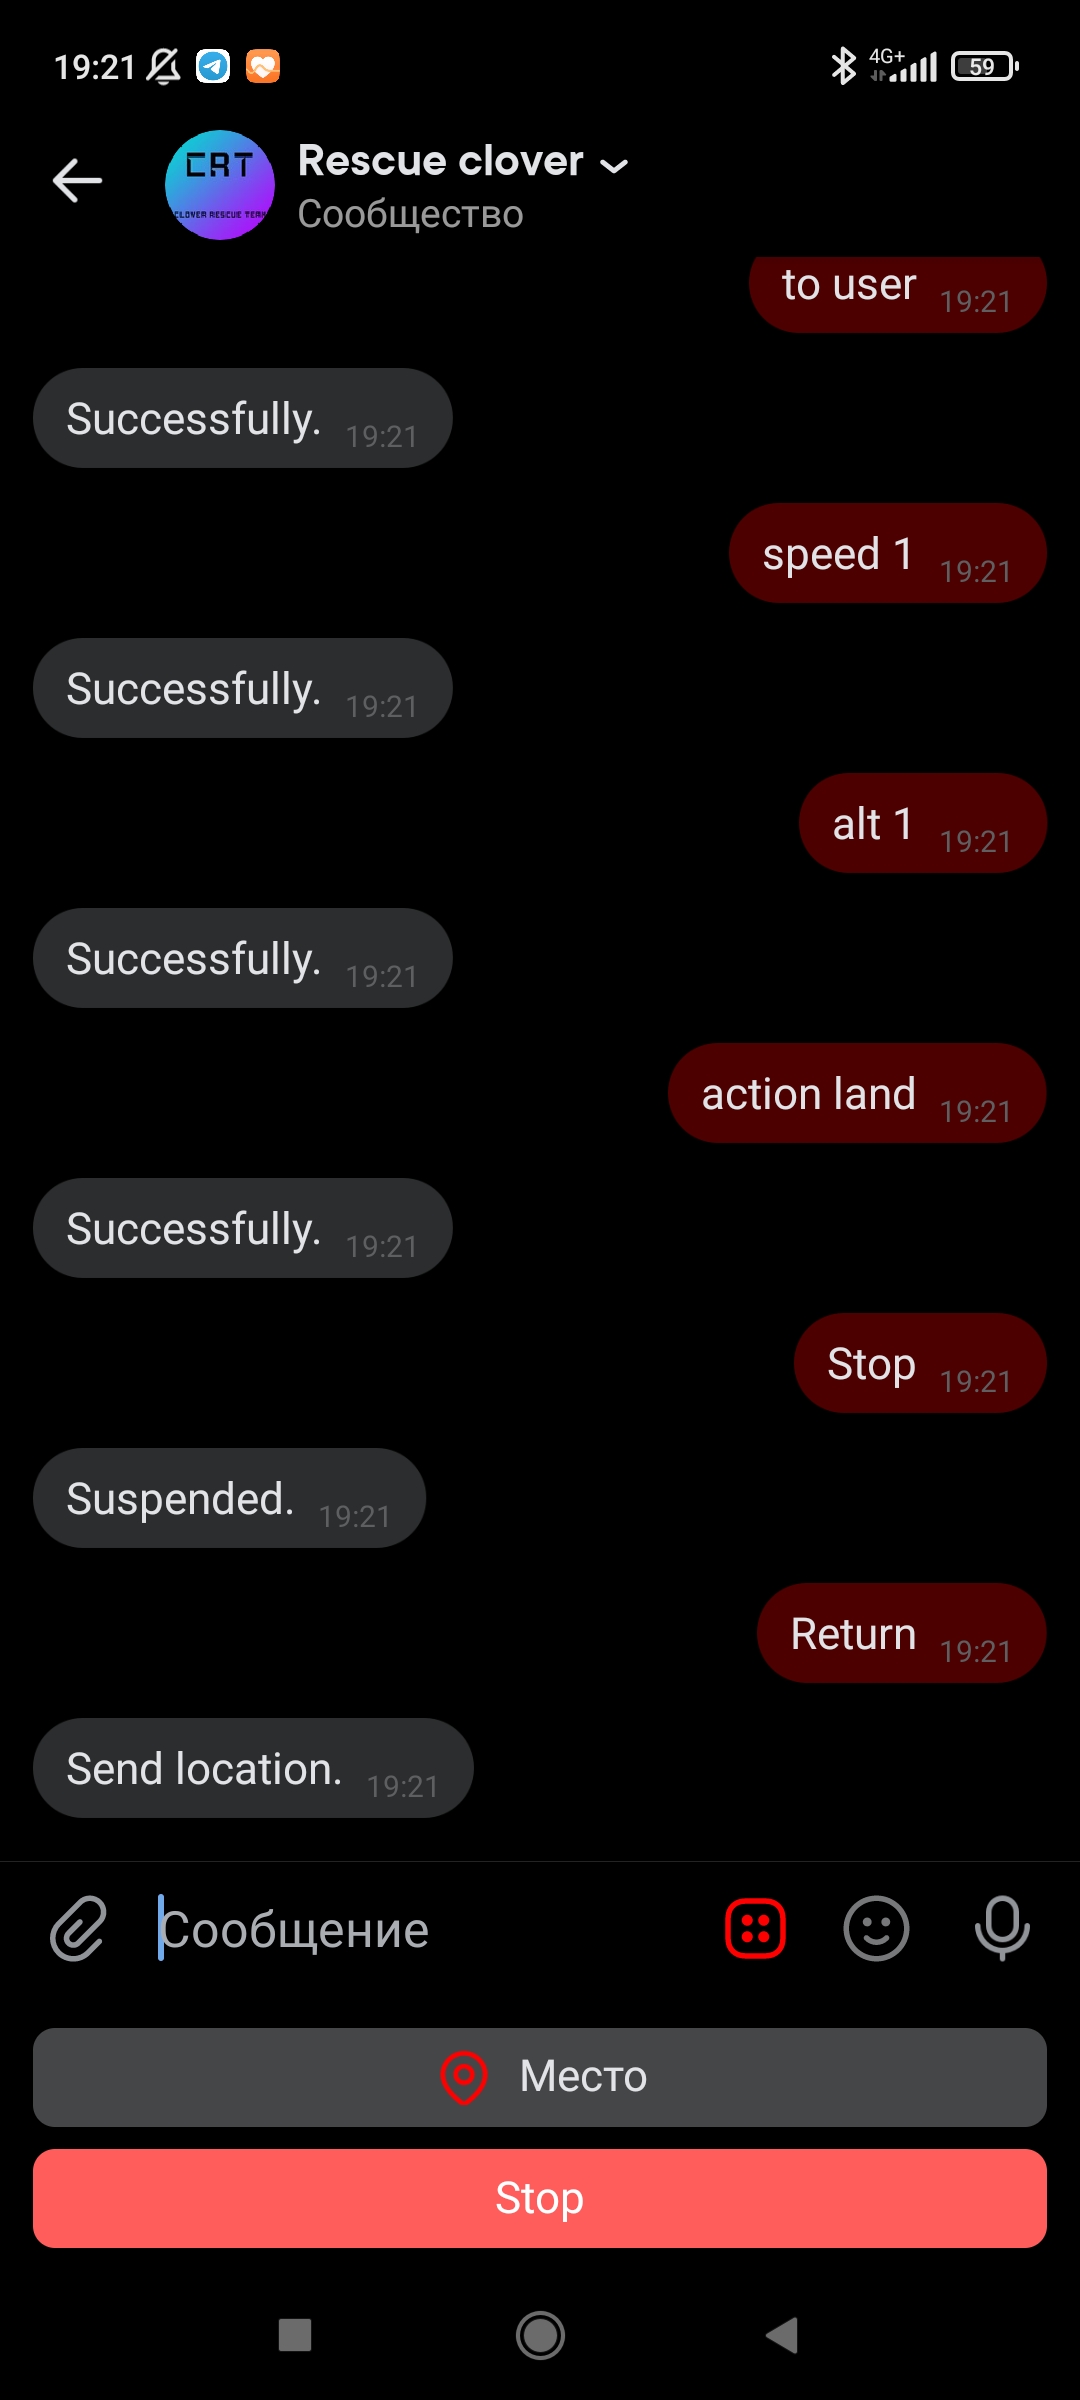 19:21
4G+
59
CRT
CLOVER RESCUE TEAM
Rescue clover
Сообщество
to user 19:21
Successfully. 19:21
speed 1 19:21
Successfully. 19:21
alt 1 19:21
Successfully. 19:21
action land 19:21
Successfully. 19:21
Stop 19:21
Suspended. 19:21
Return 19:21
Send location. 19:21
Сообщение
Место
Stop